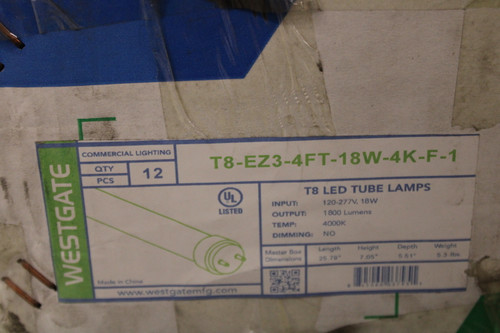 WESTGATE
COMMERCIAL LIGHTING
QTY
PCS
12
T8-EZ3-4FT-18W-4K-F-1
UL
LISTED
T8 LED TUBE LAMPS
INPUT: 120-277V, 18W
OUTPUT: 1800 Lumens
TEMP: 4000K
DIMMING: NO
Master Box Dimensions
Length Height Depth Weight
Made in China
www.westgatemfg.com